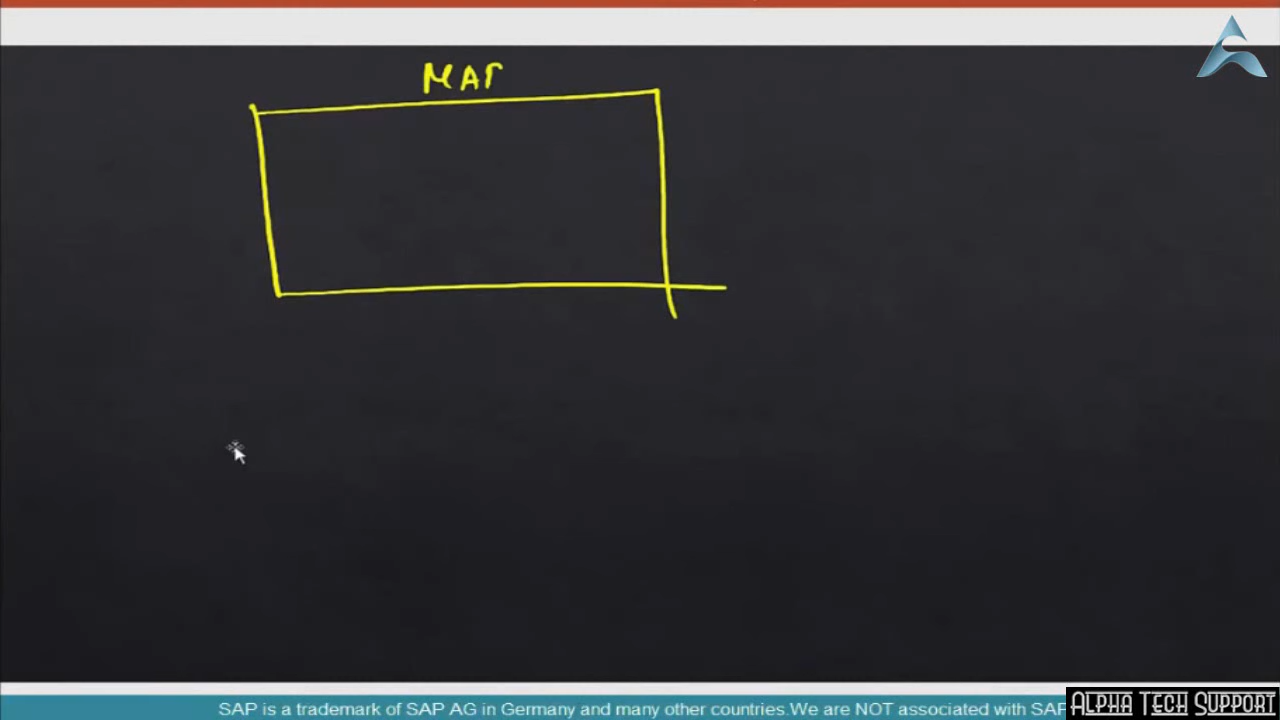 MAT
SAP is a trademark of SAP AG in Germany and many other countries.We are NOT associated with SAP
ALPHA TECH SUPPORT